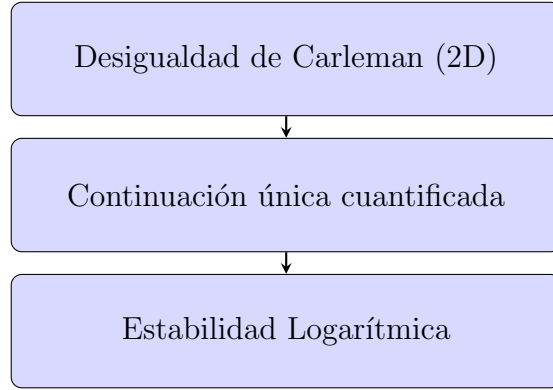 Desigualdad de Carleman (2D)
Continuación única cuantificada
Estabilidad Logarítmica